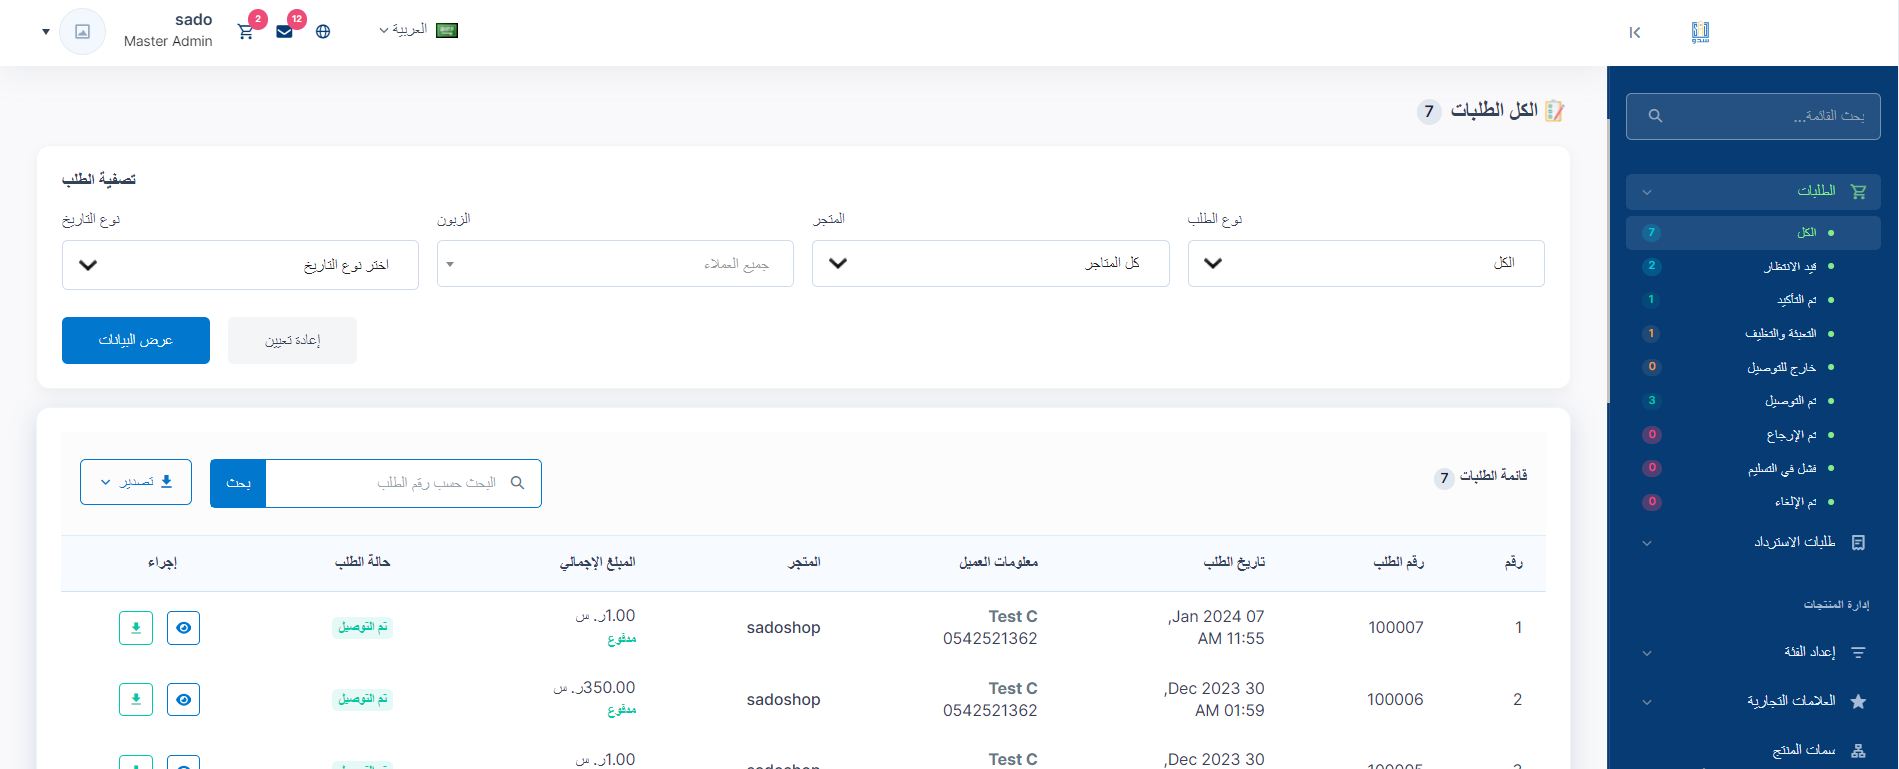 سدو
العربية
12
2
sado
Master Admin
بحث القائمة...
الطلبات
الكل
7
قيد الانتظار
2
تم التأكيد
1
التعبئة والتغليف
1
خارج للتوصيل
0
تم التوصيل
3
تم الإرجاع
0
فشل في التسليم
0
تم الإلغاء
0
طلبات الاسترداد
إدارة المنتجات
إعداد الفئة
العلامات التجارية
سمات المنتج
الكل الطلبات 7
تصفية الطلب
نوع الطلب
المتجر
الزبون
نوع التاريخ
الكل
كل المتاجر
جميع العملاء
اختر نوع التاريخ
إعادة تعيين
عرض البيانات
قائمة الطلبات 7
البحث حسب رقم الطلب
بحث
تصدير
رقم رقم الطلب تاريخ الطلب معلومات العميل المتجر المبلغ الإجمالي حالة الطلب إجراء
1 100007 07 Jan 2024, Test C sadoshop 1.00ر. س تم التوصيل
11:55 AM 0542521362 مدفوع
2 100006 30 Dec 2023, Test C sadoshop 350.00ر. س تم التوصيل
01:59 AM 0542521362 مدفوع
30 Dec 2023, Test C 1.00ر. س